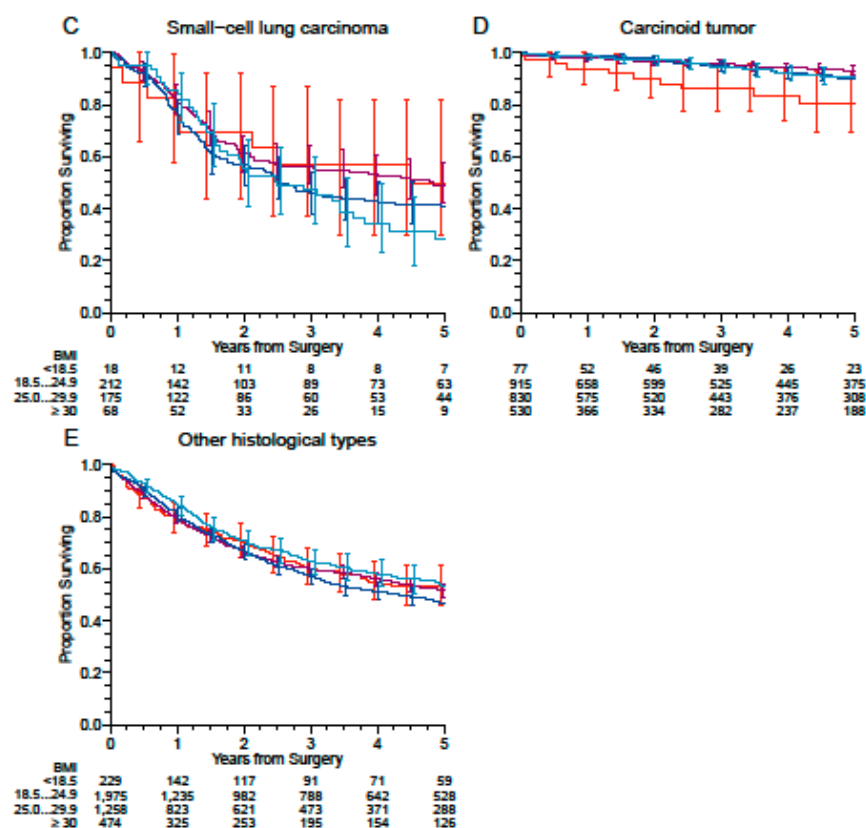 C Small-cell lung carcinoma
1.0
0.8
0.6
0.4
0.2
0.0
Proportion Surviving
0 1 2 3 4 5
Years from Surgery
BMI
<18.5 18 12 11 8 8 7
18.5...24.9 212 142 103 89 73 63
25.0...29.9 175 122 86 60 53 44
≥ 30 68 52 33 26 15 9
D Carcinoid tumor
1.0
0.8
0.6
0.4
0.2
0.0
Proportion Surviving
0 1 2 3 4 5
Years from Surgery
77 52 46 39 26 23
915 658 599 525 445 375
830 575 520 443 376 308
530 366 334 282 237 188
E Other histological types
1.0
0.8
0.6
0.4
0.2
0.0
Proportion Surviving
0 1 2 3 4 5
Years from Surgery
BMI
<18.5 229 142 117 91 71 59
18.5...24.9 1,975 1,235 982 788 642 528
25.0...29.9 1,258 823 621 473 371 288
≥ 30 474 325 253 195 154 126